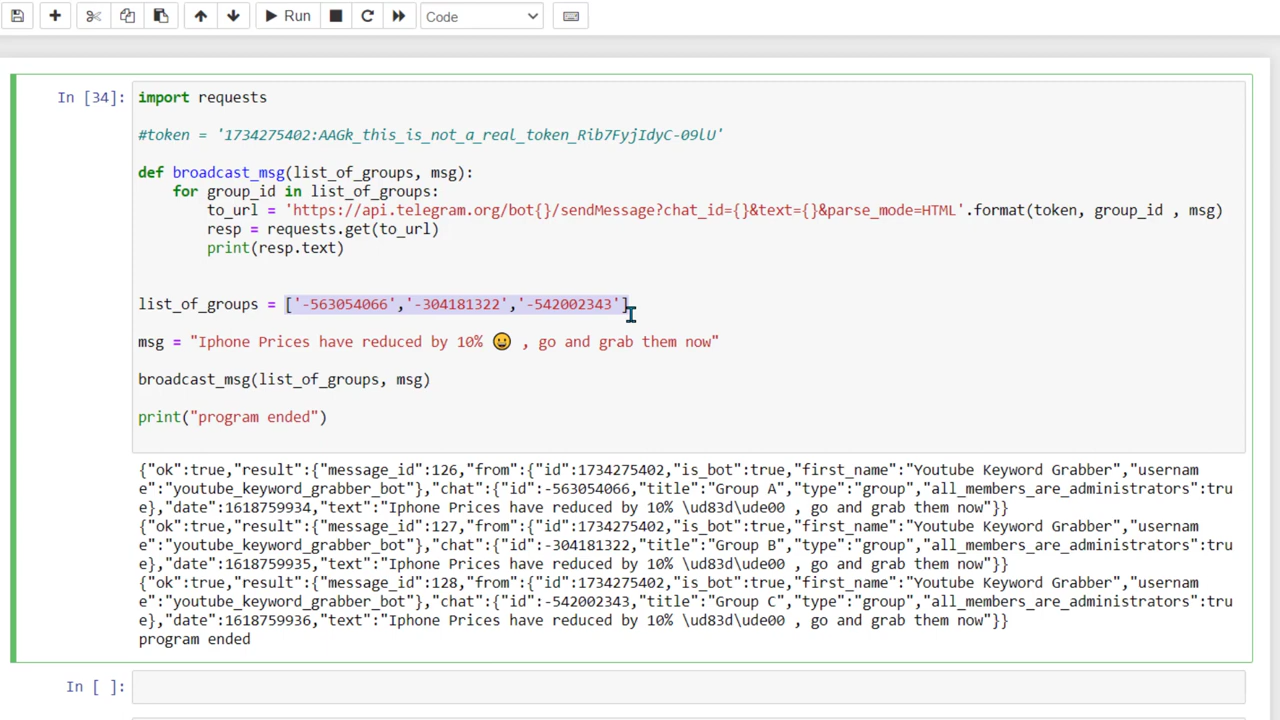 Run
Code
In [34]:
import requests
#token = '1734275402:AAGk_this_is_not_a_real_token_Rib7FyjIdyC-09lU'
def broadcast_msg(list_of_groups, msg):
    for group_id in list_of_groups:
        to_url = 'https://api.telegram.org/bot{}/sendMessage?chat_id={}&text={}&parse_mode=HTML'.format(token, group_id , msg)
        resp = requests.get(to_url)
        print(resp.text)
list_of_groups = ['-563054066','-304181322','-542002343']
msg = "Iphone Prices have reduced by 10% 😀 , go and grab them now"
broadcast_msg(list_of_groups, msg)
print("program ended")
{"ok":true,"result":{"message_id":126,"from":{"id":1734275402,"is_bot":true,"first_name":"Youtube Keyword Grabber","usernam
e":"youtube_keyword_grabber_bot"},"chat":{"id":-563054066,"title":"Group A","type":"group","all_members_are_administrators":tru
e},"date":1618759934,"text":"Iphone Prices have reduced by 10% \ud83d\ude00 , go and grab them now"}}
{"ok":true,"result":{"message_id":127,"from":{"id":1734275402,"is_bot":true,"first_name":"Youtube Keyword Grabber","usernam
e":"youtube_keyword_grabber_bot"},"chat":{"id":-304181322,"title":"Group B","type":"group","all_members_are_administrators":tru
e},"date":1618759935,"text":"Iphone Prices have reduced by 10% \ud83d\ude00 , go and grab them now"}}
{"ok":true,"result":{"message_id":128,"from":{"id":1734275402,"is_bot":true,"first_name":"Youtube Keyword Grabber","usernam
e":"youtube_keyword_grabber_bot"},"chat":{"id":-542002343,"title":"Group C","type":"group","all_members_are_administrators":tru
e},"date":1618759936,"text":"Iphone Prices have reduced by 10% \ud83d\ude00 , go and grab them now"}}
program ended
In [ ]: